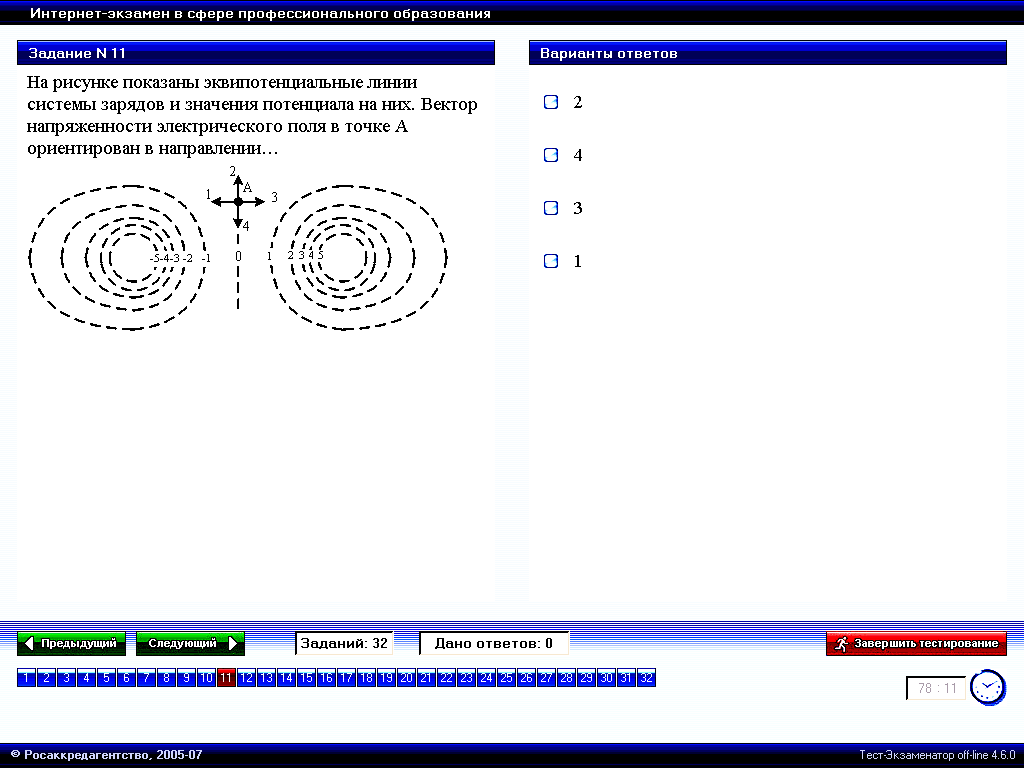 Интернет-экзамен в сфере профессионального образования
Задание N 11
На рисунке показаны эквипотенциальные линии
системы зарядов и значения потенциала на них. Вектор
напряженности электрического поля в точке А
ориентирован в направлении…
2
1 A 3
4
-5-4-3 -2 -1 0 1 2 3 4 5
Варианты ответов
2
4
3
1
Предыдущий Следующий Заданий: 32 Дано ответов: 0 Завершить тестирование
1 2 3 4 5 6 7 8 9 10 11 12 13 14 15 16 17 18 19 20 21 22 23 24 25 26 27 28 29 30 31 32
78 : 11
© Росаккредагентство, 2005-07 Тест-Экзаменатор off-line 4.6.0